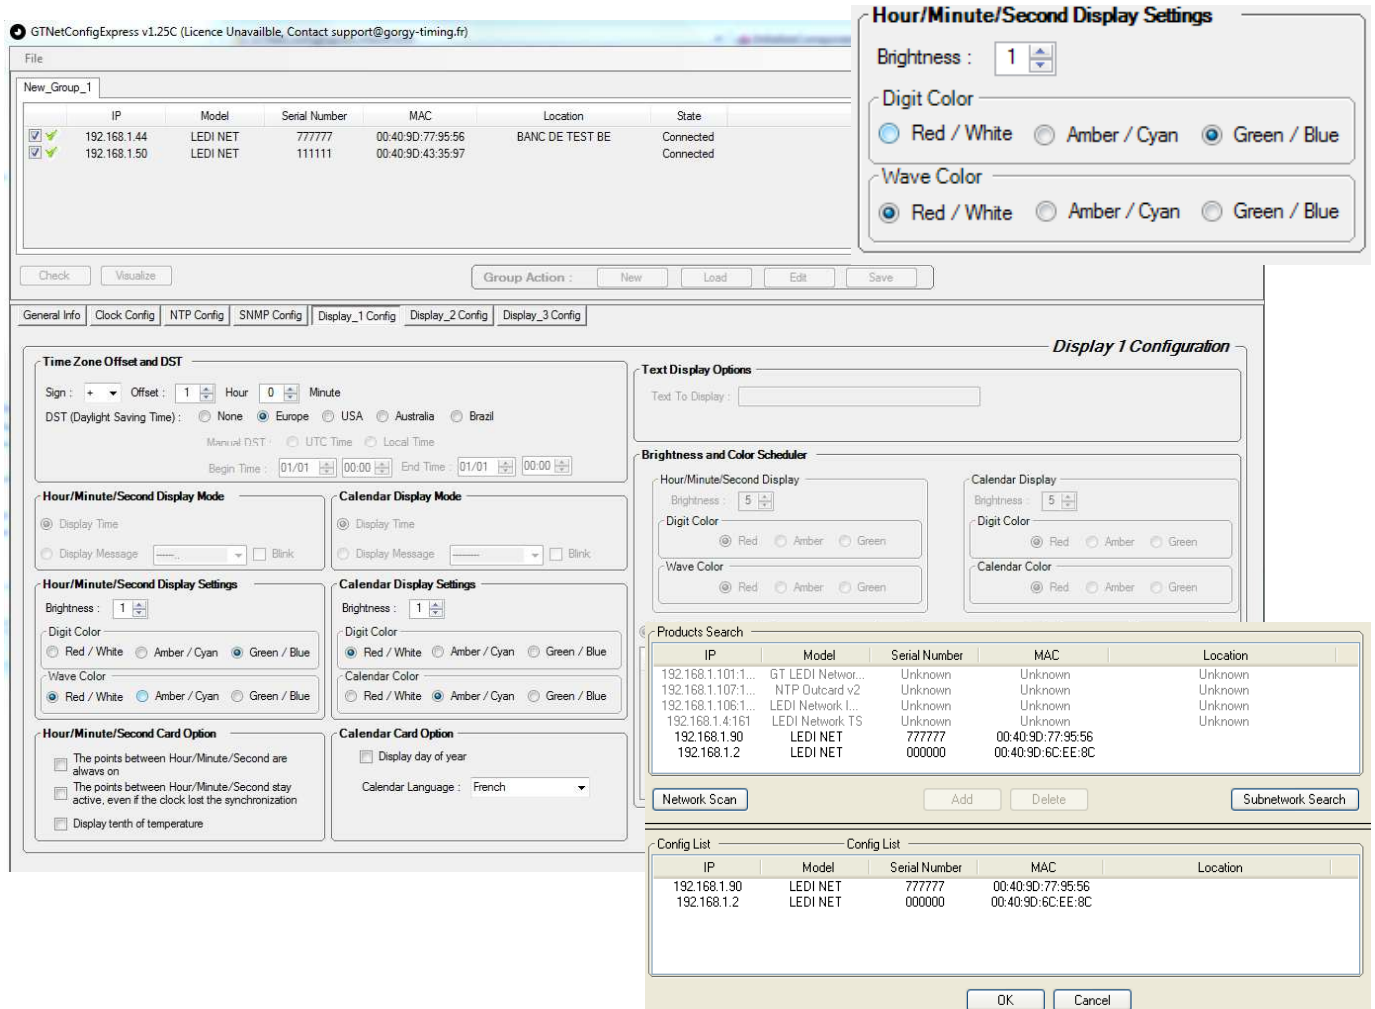 GTNetConfigExpress v1.25C (Licence Unavailble, Contact support@gorgy-timing.fr)
File
New_Group_1
IP Model Serial Number MAC Location State
192.168.1.44 LEDI NET 777777 00:40:9D:77:95:56 BANC DE TEST BE Connected
192.168.1.50 LEDI NET 111111 00:40:9D:43:35:97 Connected
Check Visualize Group Action : New Load Edit Save
Hour/Minute/Second Display Settings
Brightness : 1
Digit Color
Red / White Amber / Cyan Green / Blue
Wave Color
Red / White Amber / Cyan Green / Blue
General Info Clock Config NTP Config SNMP Config Display_1 Config Display_2 Config Display_3 Config
Display 1 Configuration
Time Zone Offset and DST
Sign : + Offset : 1 Hour 0 Minute
DST (Daylight Saving Time) : None Europe USA Australia Brazil
Manual DST : UTC Time Local Time
Begin Time : 01/01 00:00 End Time : 01/01 00:00
Hour/Minute/Second Display Mode
Display Time
Display Message Blink
Calendar Display Mode
Display Time
Display Message Blink
Hour/Minute/Second Display Settings
Brightness : 1
Digit Color
Red / White Amber / Cyan Green / Blue
Wave Color
Red / White Amber / Cyan Green / Blue
Calendar Display Settings
Brightness : 1
Digit Color
Red / White Amber / Cyan Green / Blue
Calendar Color
Red / White Amber / Cyan Green / Blue
Hour/Minute/Second Card Option
The points between Hour/Minute/Second are
always on
The points between Hour/Minute/Second stay
active, even if the clock lost the synchronization
Display tenth of temperature
Calendar Card Option
Display day of year
Calendar Language : French
Text Display Options
Text To Display :
Brightness and Color Scheduler
Hour/Minute/Second Display
Brightness : 5
Digit Color
Red Amber Green
Wave Color
Red Amber Green
Calendar Display
Brightness : 5
Digit Color
Red Amber Green
Calendar Color
Red Amber Green
Products Search
IP Model Serial Number MAC Location
192.168.1.101:1... GT LEDI Networ... Unknown Unknown Unknown
192.168.1.107:1... NTP Outcard v2 Unknown Unknown Unknown
192.168.1.106:1... LEDI Network I... Unknown Unknown Unknown
192.168.1.4:161 LEDI Network TS Unknown Unknown Unknown
192.168.1.90 LEDI NET 777777 00:40:9D:77:95:56
192.168.1.2 LEDI NET 000000 00:40:9D:6C:EE:8C
Network Scan Add Delete Subnetwork Search
Config List Config List
IP Model Serial Number MAC Location
192.168.1.90 LEDI NET 777777 00:40:9D:77:95:56
192.168.1.2 LEDI NET 000000 00:40:9D:6C:EE:8C
OK Cancel